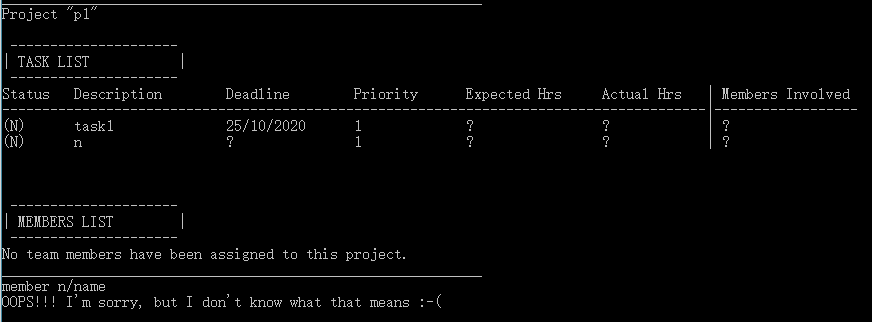 Project "p1"
| TASK LIST |
Status Description Deadline Priority Expected Hrs Actual Hrs | Members Involved
(N) task1 25/10/2020 1 ? ? | ?
(N) n ? 1 ? ? | ?
| MEMBERS LIST |
No team members have been assigned to this project.
member n/name
OOPS!!! I'm sorry, but I don't know what that means :-(